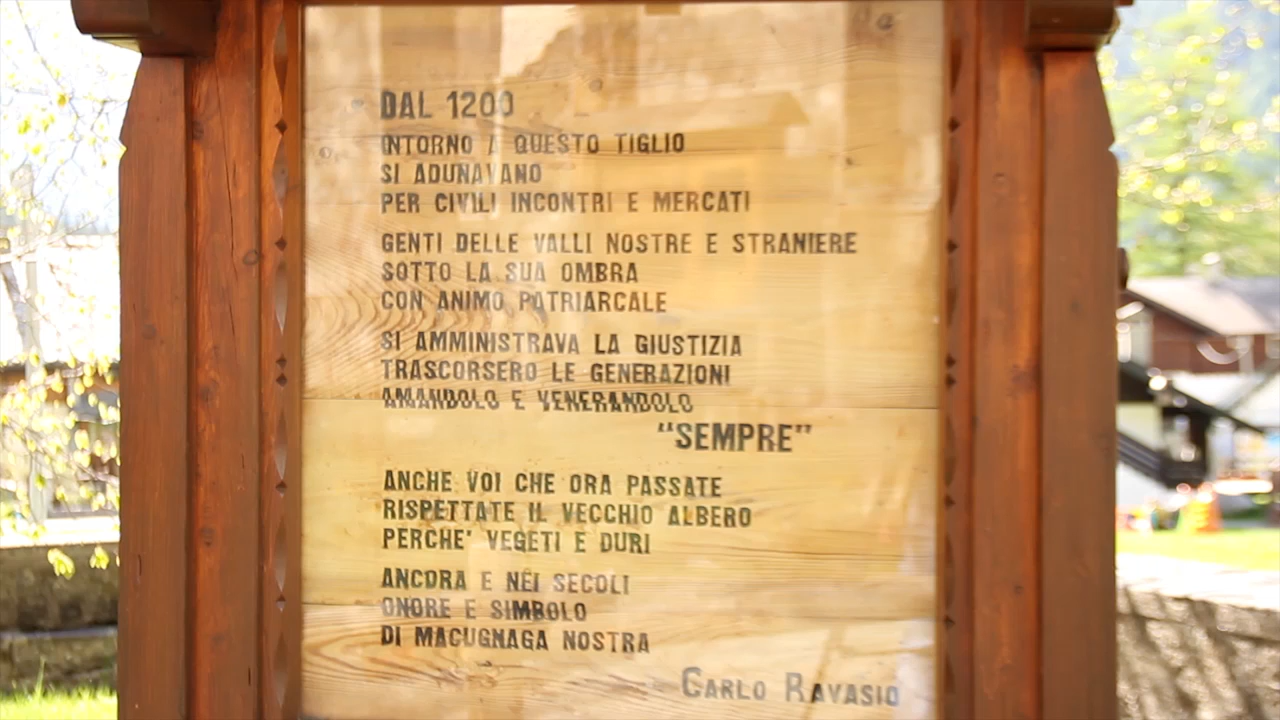 DAL 1200
INTORNO A QUESTO TIGLIO
SI ADUNAVANO
PER CIVILI INCONTRI E MERCATI
GENTI DELLE VALLI NOSTRE E STRANIERE
SOTTO LA SUA OMBRA
CON ANIMO PATRIARCALE
SI AMMINISTRAVA LA GIUSTIZIA
TRASCORSERO LE GENERAZIONI
AMANDOLO E VENERANDOLO
"SEMPRE"
ANCHE VOI CHE ORA PASSATE
RISPETTATE IL VECCHIO ALBERO
PERCHE' VEGETI E DURI
ANCORA E NEI SECOLI
ONORE E SIMBOLO
DI MACUGNAGA NOSTRA
CARLO RAVASIO